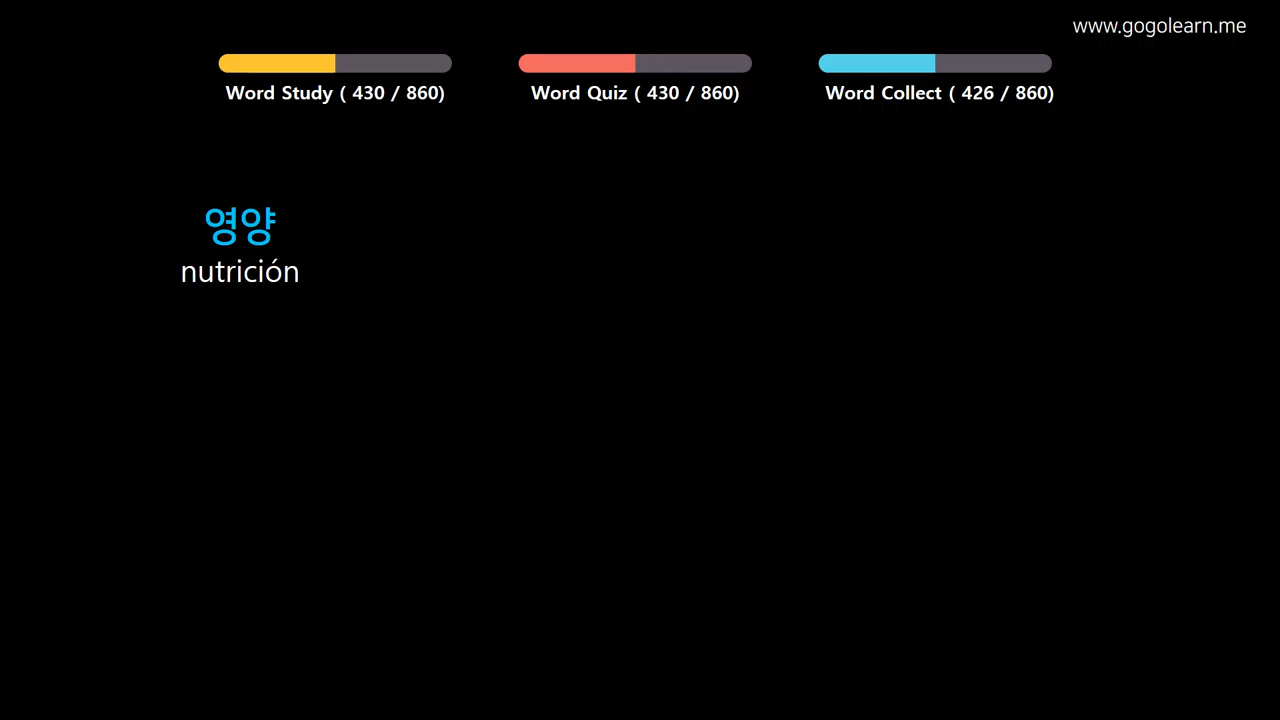 www.gogolearn.me
Word Study ( 430 / 860)
Word Quiz ( 430 / 860)
Word Collect ( 426 / 860)
영양
nutrición